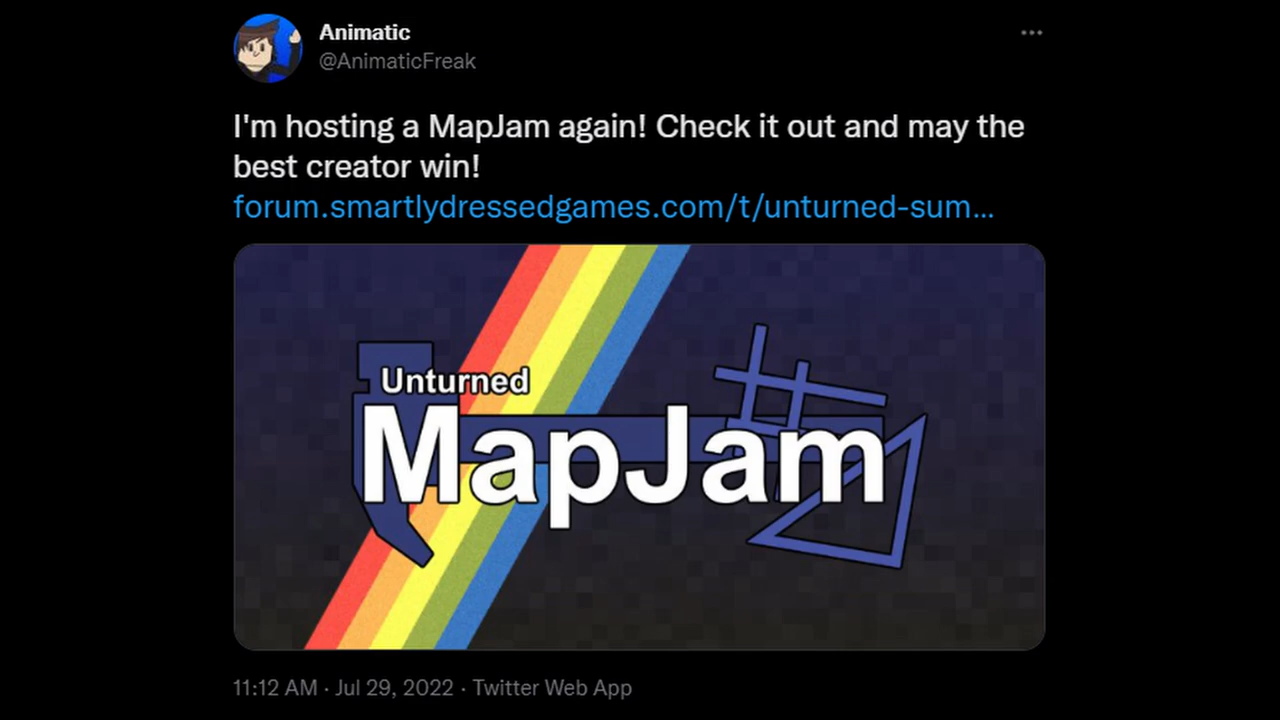 Animatic
@AnimaticFreak
I'm hosting a MapJam again! Check it out and may the
best creator win!
forum.smartlydressedgames.com/t/unturned-sum...
Unturned
MapJam
11:12 AM · Jul 29, 2022 · Twitter Web App